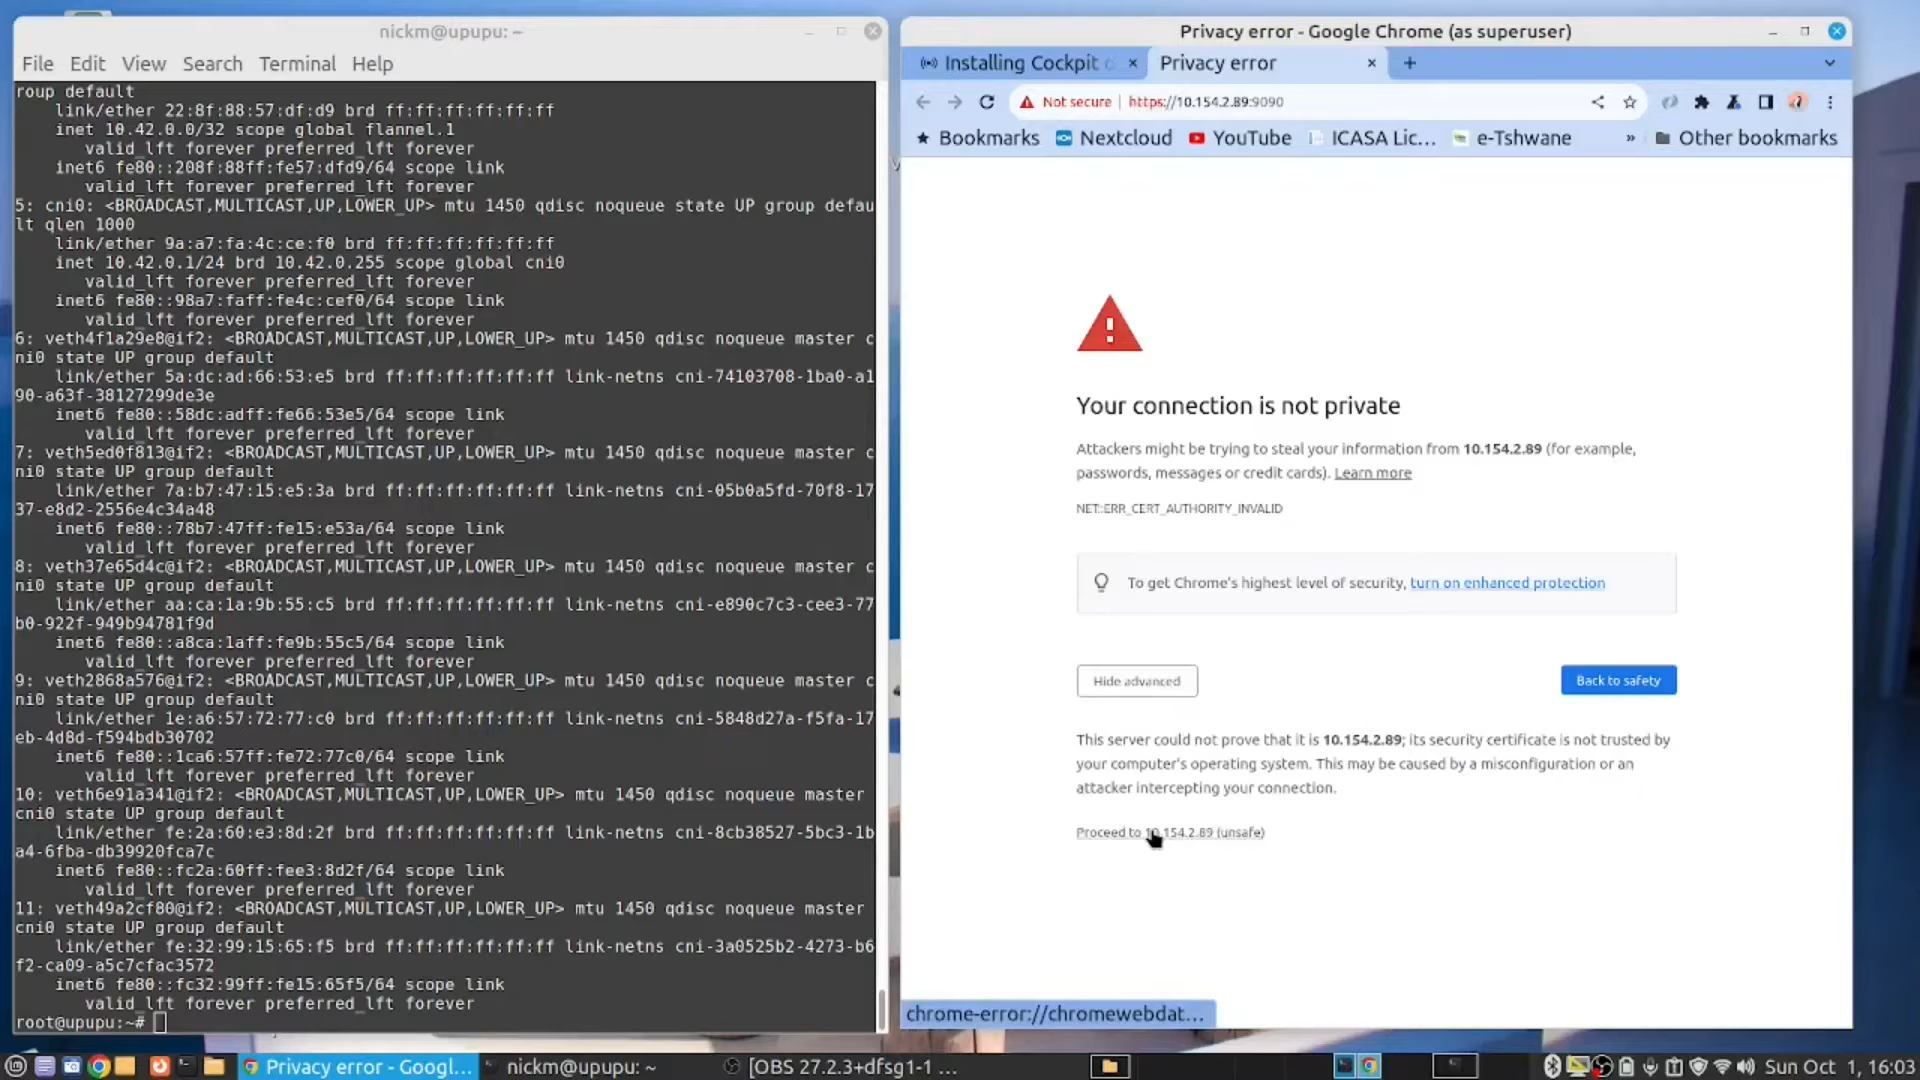 nickm@upupu: ~
File Edit View Search Terminal Help
roup default
    link/ether 22:8f:88:57:df:d9 brd ff:ff:ff:ff:ff:ff
    inet 10.42.0.0/32 scope global flannel.1
       valid_lft forever preferred_lft forever
    inet6 fe80::208f:88ff:fe57:dfd9/64 scope link
       valid_lft forever preferred_lft forever
5: cni0: <BROADCAST,MULTICAST,UP,LOWER_UP> mtu 1450 qdisc noqueue state UP group defau
lt qlen 1000
    link/ether 9a:a7:fa:4c:ce:f0 brd ff:ff:ff:ff:ff:ff
    inet 10.42.0.1/24 brd 10.42.0.255 scope global cni0
       valid_lft forever preferred_lft forever
    inet6 fe80::98a7:faff:fe4c:cef0/64 scope link
       valid_lft forever preferred_lft forever
6: veth4f1a29e8@if2: <BROADCAST,MULTICAST,UP,LOWER_UP> mtu 1450 qdisc noqueue master c
ni0 state UP group default
    link/ether 5a:dc:ad:66:53:e5 brd ff:ff:ff:ff:ff:ff link-netns cni-74103708-1ba0-a1
90-a63f-38127299de3e
    inet6 fe80::58dc:adff:fe66:53e5/64 scope link
       valid_lft forever preferred_lft forever
7: veth5ed0f813@if2: <BROADCAST,MULTICAST,UP,LOWER_UP> mtu 1450 qdisc noqueue master c
ni0 state UP group default
    link/ether 7a:b7:47:15:e5:3a brd ff:ff:ff:ff:ff:ff link-netns cni-05b0a5fd-70f8-17
37-e8d2-2556e4c34a48
    inet6 fe80::78b7:47ff:fe15:e53a/64 scope link
       valid_lft forever preferred_lft forever
8: veth37e65d4c@if2: <BROADCAST,MULTICAST,UP,LOWER_UP> mtu 1450 qdisc noqueue master c
ni0 state UP group default
    link/ether aa:ca:1a:9b:55:c5 brd ff:ff:ff:ff:ff:ff link-netns cni-e890c7c3-cee3-77
b0-922f-949b94781f9d
    inet6 fe80::a8ca:1aff:fe9b:55c5/64 scope link
       valid_lft forever preferred_lft forever
9: veth2868a576@if2: <BROADCAST,MULTICAST,UP,LOWER_UP> mtu 1450 qdisc noqueue master c
ni0 state UP group default
    link/ether 1e:a6:57:72:77:c0 brd ff:ff:ff:ff:ff:ff link-netns cni-5848d27a-f5fa-17
eb-4d8d-f594bdb30702
    inet6 fe80::1ca6:57ff:fe72:77c0/64 scope link
       valid_lft forever preferred_lft forever
10: veth6e91a341@if2: <BROADCAST,MULTICAST,UP,LOWER_UP> mtu 1450 qdisc noqueue master
cni0 state UP group default
    link/ether fe:2a:60:e3:8d:2f brd ff:ff:ff:ff:ff:ff link-netns cni-8cb38527-5bc3-1b
a4-6fba-db39920fca7c
    inet6 fe80::fc2a:60ff:fee3:8d2f/64 scope link
       valid_lft forever preferred_lft forever
11: veth49a2cf80@if2: <BROADCAST,MULTICAST,UP,LOWER_UP> mtu 1450 qdisc noqueue master
cni0 state UP group default
    link/ether fe:32:99:15:65:f5 brd ff:ff:ff:ff:ff:ff link-netns cni-3a0525b2-4273-b6
f2-ca09-a5c7cfac3572
    inet6 fe80::fc32:99ff:fe15:65f5/64 scope link
       valid_lft forever preferred_lft forever
root@upupu:~#
Privacy error - Google Chrome (as superuser)
Installing Cockpit Privacy error
Not secure | https://10.154.2.89:9090
Bookmarks Nextcloud YouTube ICASA Lic... e-Tshwane » Other bookmarks
Your connection is not private
Attackers might be trying to steal your information from 10.154.2.89 (for example,
passwords, messages or credit cards). Learn more
NET::ERR_CERT_AUTHORITY_INVALID
To get Chrome's highest level of security, turn on enhanced protection
Hide advanced Back to safety
This server could not prove that it is 10.154.2.89; its security certificate is not trusted by
your computer's operating system. This may be caused by a misconfiguration or an
attacker intercepting your connection.
Proceed to 10.154.2.89 (unsafe)
chrome-error://chromewebdat...
Privacy error - Googl... nickm@upupu: ~ [OBS 27.2.3+dfsg1-1 ... Sun Oct 1, 16:03